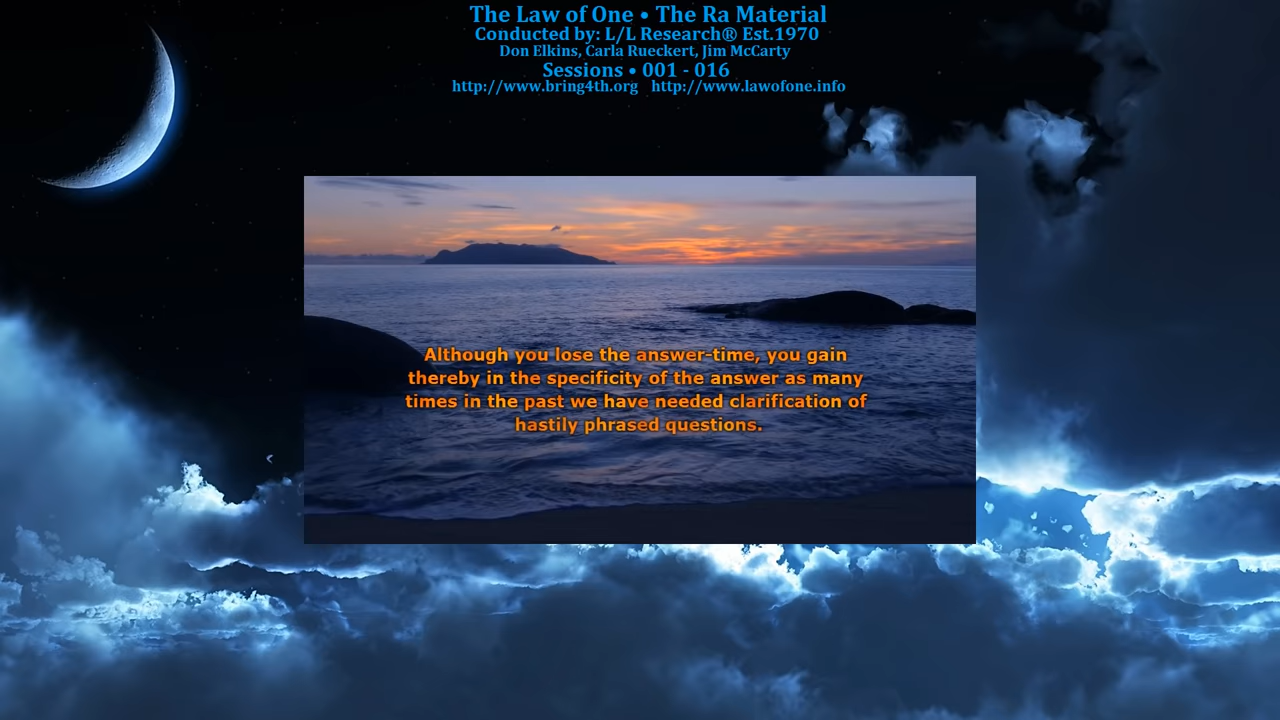 The Law of One • The Ra Material
Conducted by: L/L Research® Est.1970
Don Elkins, Carla Rueckert, Jim McCarty
Sessions • 001 - 016
http://www.bring4th.org http://www.lawofone.info
Although you lose the answer-time, you gain
thereby in the specificity of the answer as many
times in the past we have needed clarification of
hastily phrased questions.